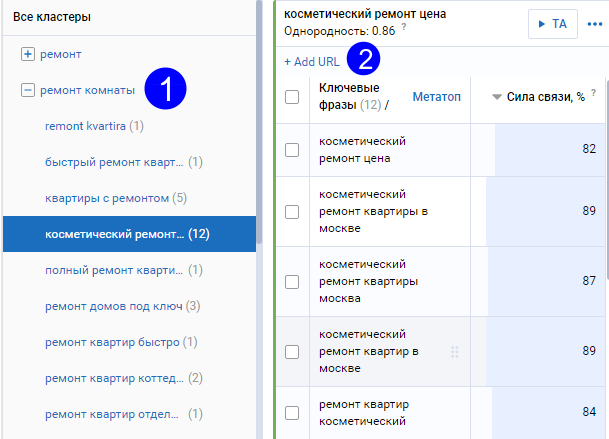 Все кластеры
ремонт
ремонт комнаты
1
remont kvartira (1)
быстрый ремонт кварт... (1)
квартиры с ремонтом (5)
косметический ремонт... (12)
полный ремонт кварти... (1)
ремонт домов под ключ (3)
ремонт квартир быстро (1)
ремонт квартир коттед... (2)
ремонт квартир отдел... (1)
косметический ремонт цена
Однородность: 0.86 ?
ТА
+ Add URL
2
Ключевые
фразы (12) /
Метатоп
Сила связи, % ?
косметический
ремонт цена
82
косметический
ремонт квартиры в
москве
89
косметический
ремонт квартиры
москва
87
косметический
ремонт квартир в
москве
89
ремонт квартир
косметический
84